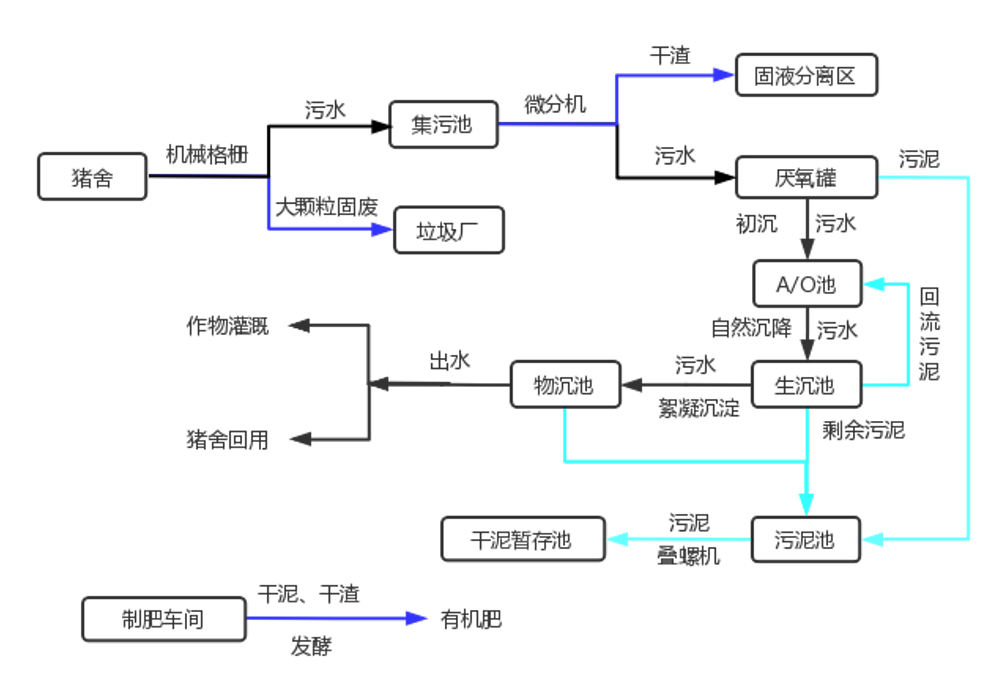 干渣
固液分离区
污水
集污池
微分机
机械格栅
污水
污泥
猪舍
厌氧罐
大颗粒固废
垃圾厂
初沉
污水
A/O池
回流污泥
作物灌溉
自然沉降
污水
出水
物沉池
污水
生沉池
絮凝沉淀
猪舍回用
剩余污泥
污泥
干泥暂存池
污泥池
叠螺机
干泥、干渣
制肥车间
有机肥
发酵